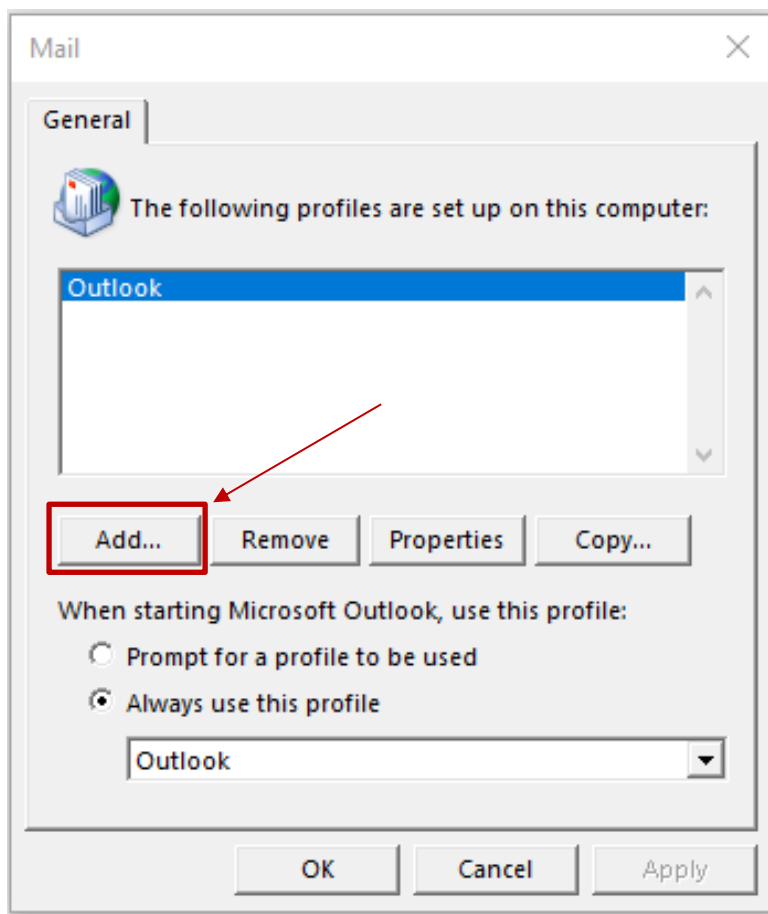 Mail
General
The following profiles are set up on this computer:
Outlook
Add... Remove Properties Copy...
When starting Microsoft Outlook, use this profile:
Prompt for a profile to be used
Always use this profile
Outlook
OK Cancel Apply